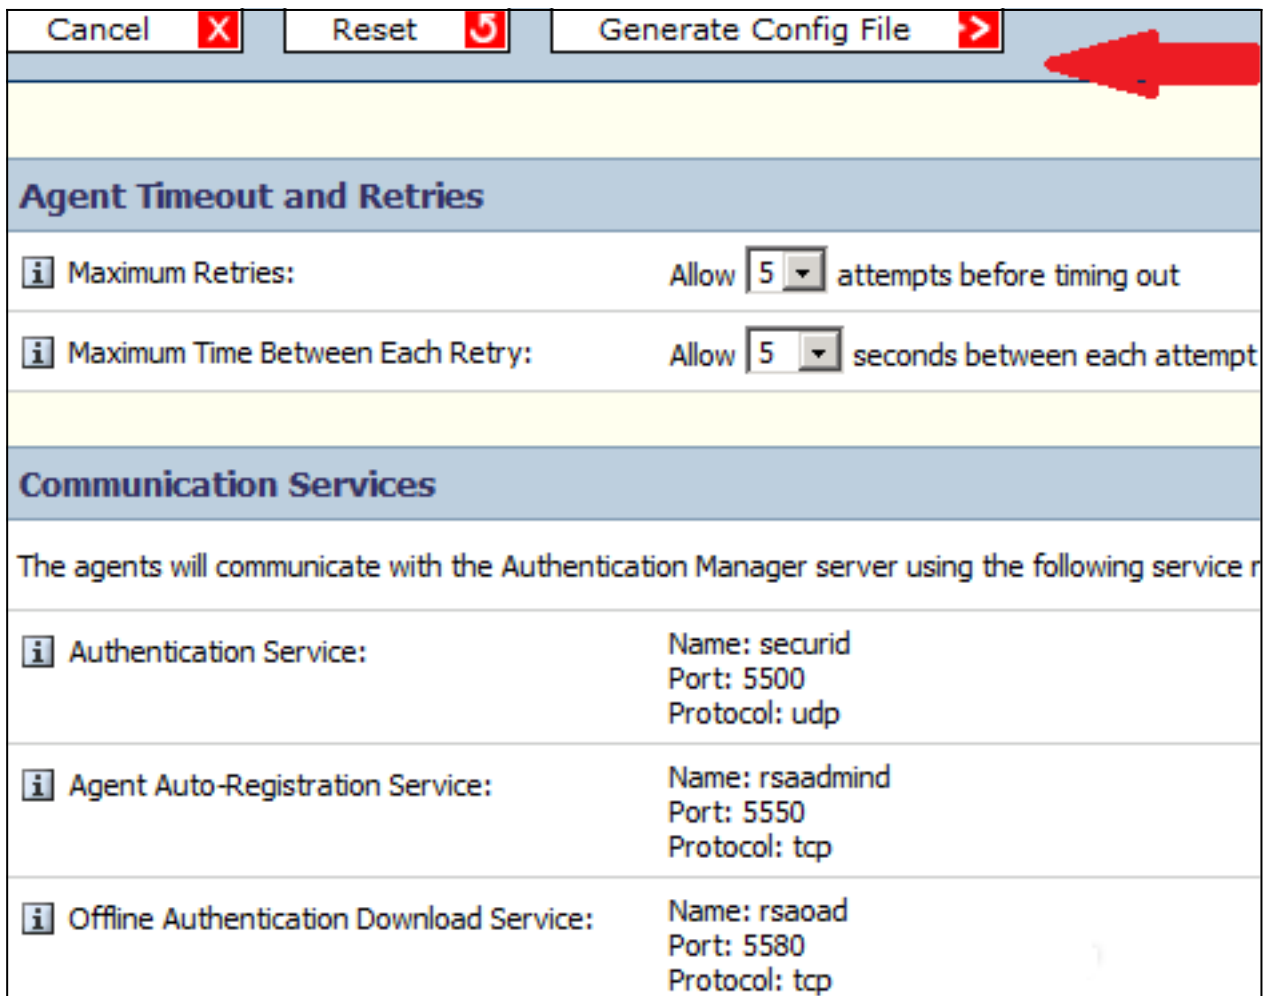 Cancel X Reset Generate Config File
Agent Timeout and Retries
i Maximum Retries: Allow 5 attempts before timing out
i Maximum Time Between Each Retry: Allow 5 seconds between each attempt
Communication Services
The agents will communicate with the Authentication Manager server using the following service
i Authentication Service: Name: securid
Port: 5500
Protocol: udp
i Agent Auto-Registration Service: Name: rsaadmind
Port: 5550
Protocol: tcp
i Offline Authentication Download Service: Name: rsaoad
Port: 5580
Protocol: tcp